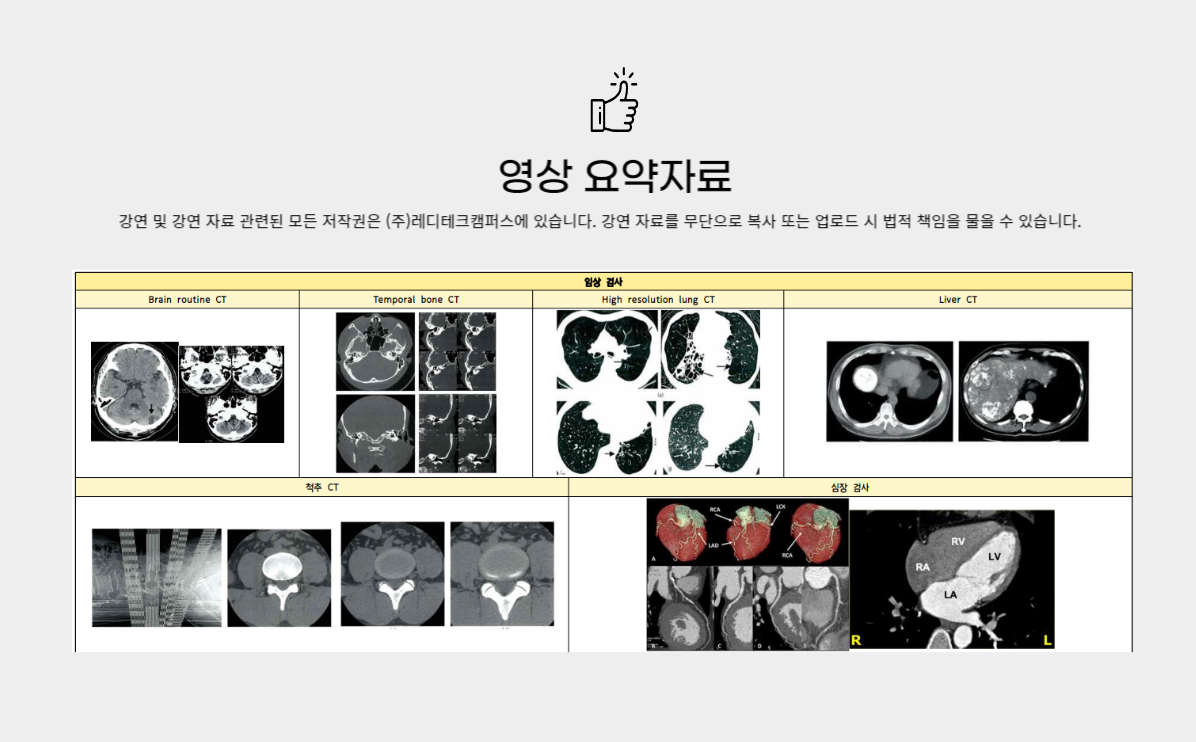 영상 요약자료
강연 및 강연 자료 관련된 모든 저작권은 (주)레디테크캠퍼스에 있습니다. 강연 자료를 무단으로 복사 또는 업로드 시 법적 책임을 물을 수 있습니다.
임상 검사
Brain routine CT
Temporal bone CT
High resolution lung CT
Liver CT
척추 CT
심장 검사
RCA
LCX
LAD
RCA
A
B
C
D
RV
LV
RA
LA
R
L